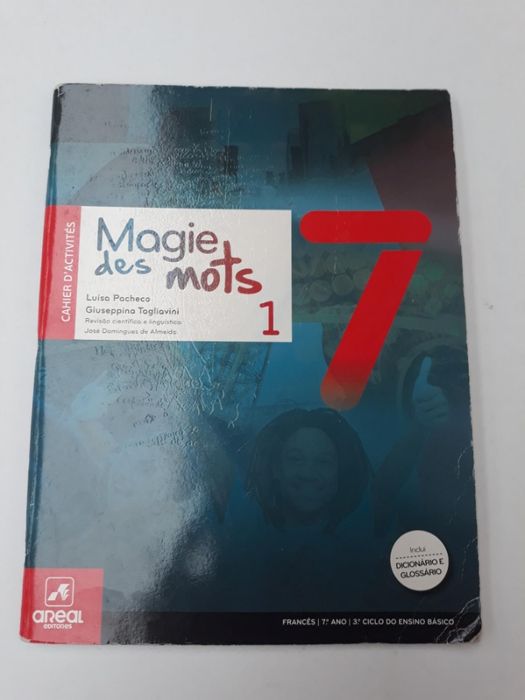 CAHIER D'ACTIVITÉS
Magie
des mots
1
7
Luísa Pacheco
Giuseppina Tagliavini
Revisão científica e linguística:
José Domingues de Almeida
Inclui
DICIONÁRIO E
GLOSSÁRIO
areal
editores
FRANCÊS | 7.º ANO | 3.º CICLO DO ENSINO BÁSICO